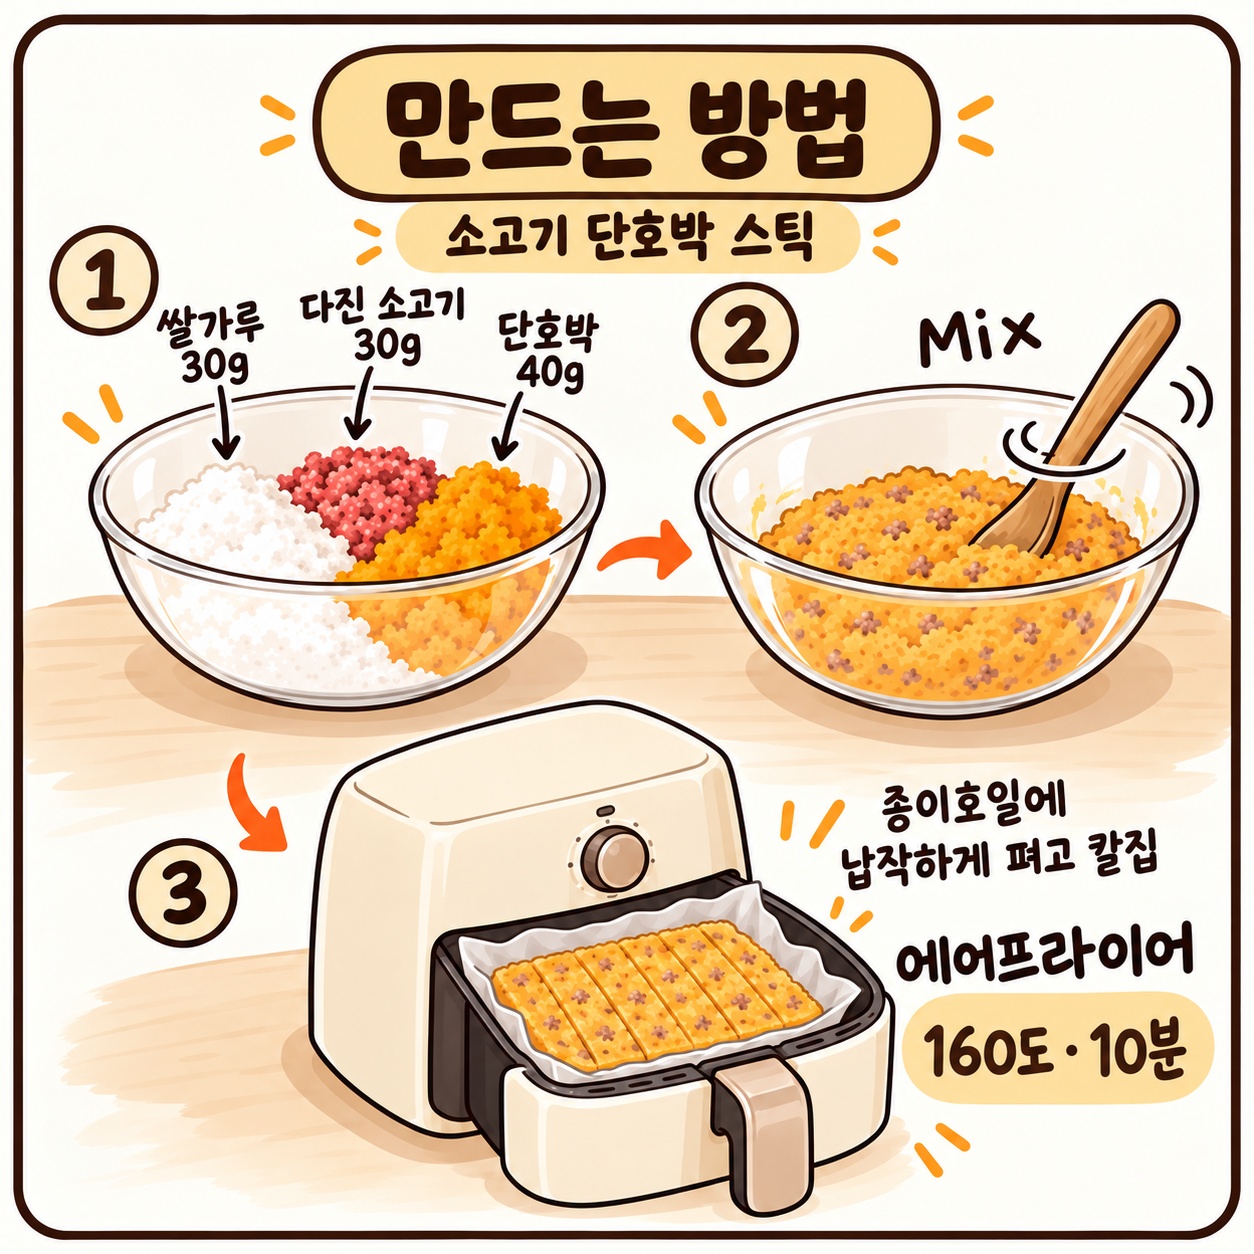 만드는 방법
소고기 단호박 스틱
1
쌀가루
30g
다진 소고기
30g
단호박
40g
2
Mix
3
종이호일에
납작하게 펴고 칼집
에어프라이어
160도·10분